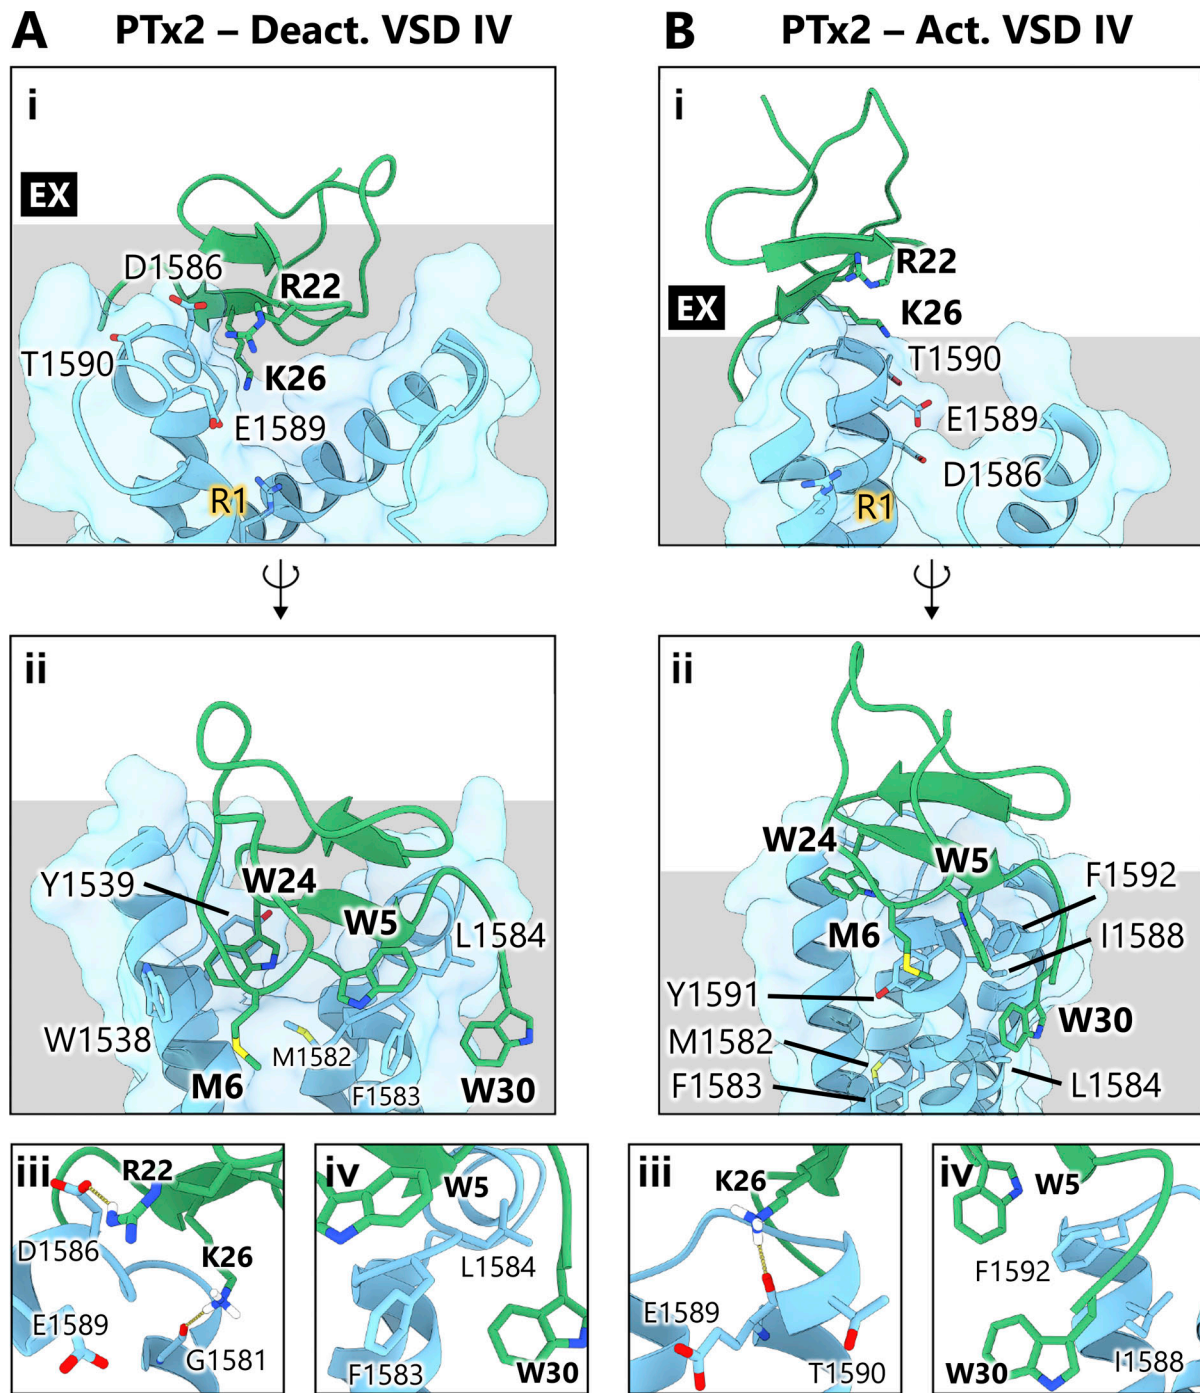 A PTx2 – Deact. VSD IV
i
EX
D1586
R22
T1590
K26
E1589
R1
ii
Y1539
W24
W5
L1584
W1538
M1582
M6
F1583
W30
iii
R22
D1586
K26
E1589
G1581
iv
W5
L1584
F1583
W30
B PTx2 – Act. VSD IV
i
R22
EX
K26
T1590
E1589
D1586
R1
ii
W24
W5
F1592
M6
I1588
Y1591
W30
M1582
F1583
L1584
iii
K26
E1589
T1590
iv
W5
F1592
W30
I1588